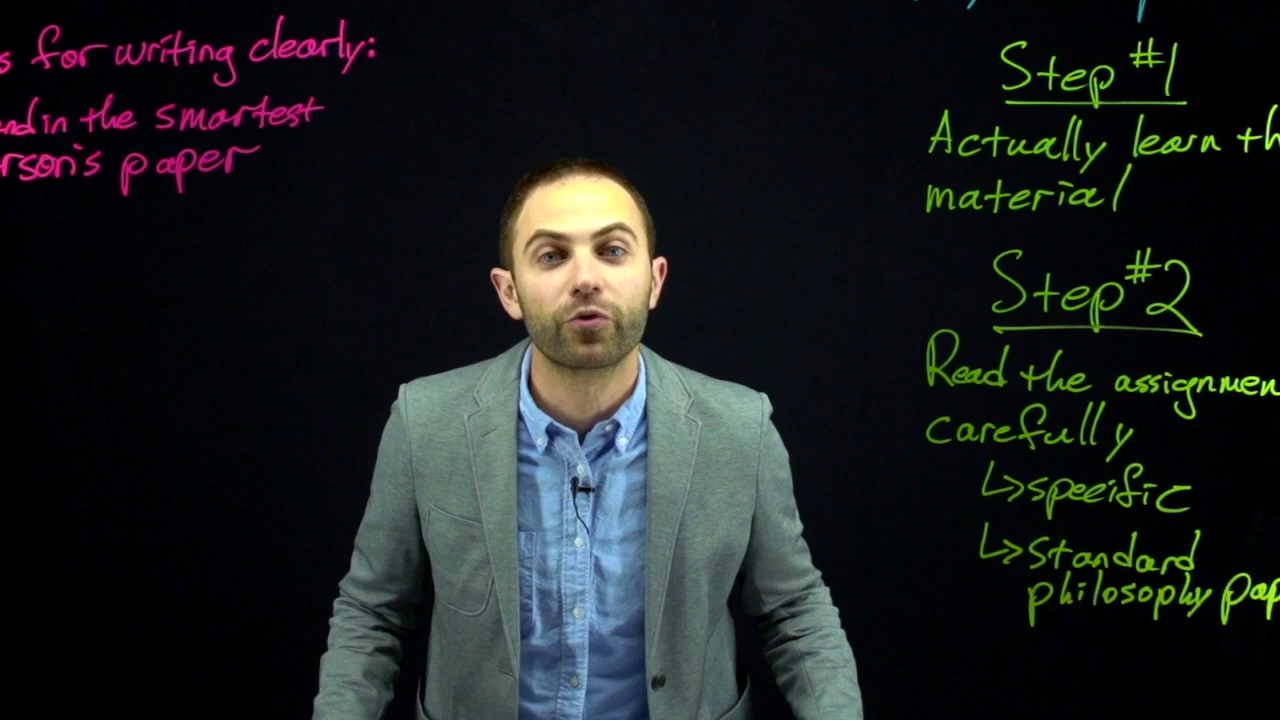 s for writing clearly:
and in the smartest
rson's paper
Step #1
Actually learn th
material
Step #2
Read the assignmen
carefully
↳ specific
↳ standard
philosophy pap